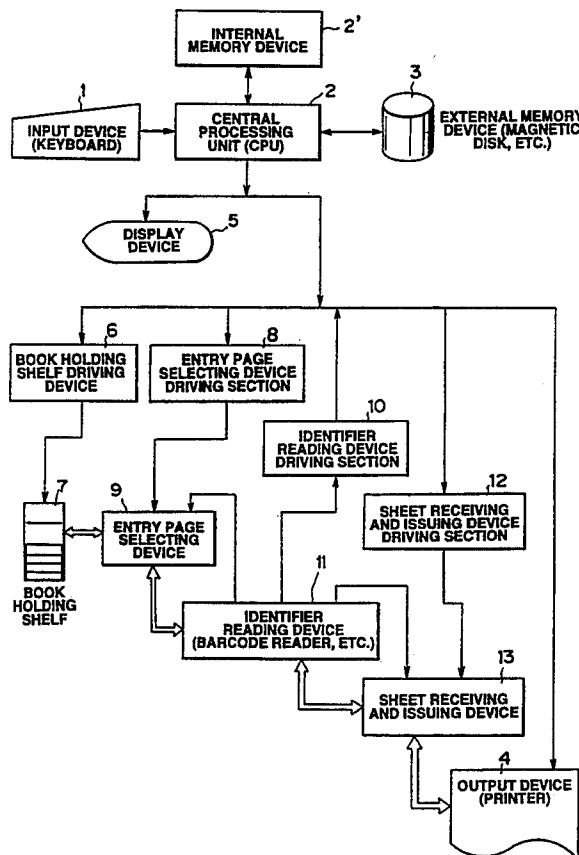 INTERNAL
MEMORY DEVICE
2'
1
INPUT DEVICE
(KEYBOARD)
2
CENTRAL
PROCESSING
UNIT (CPU)
3
EXTERNAL MEMORY
DEVICE (MAGNETIC
DISK, ETC.)
DISPLAY
DEVICE
5
6
BOOK HOLDING
SHELF DRIVING
DEVICE
8
ENTRY PAGE
SELECTING DEVICE
DRIVING SECTION
10
IDENTIFIER
READING DEVICE
DRIVING SECTION
12
SHEET RECEIVING
AND ISSUING DEVICE
DRIVING SECTION
7
BOOK
HOLDING
SHELF
9
ENTRY PAGE
SELECTING
DEVICE
11
IDENTIFIER
READING DEVICE
(BARCODE READER, ETC.)
13
SHEET RECEIVING
AND ISSUING DEVICE
4
OUTPUT DEVICE
(PRINTER)